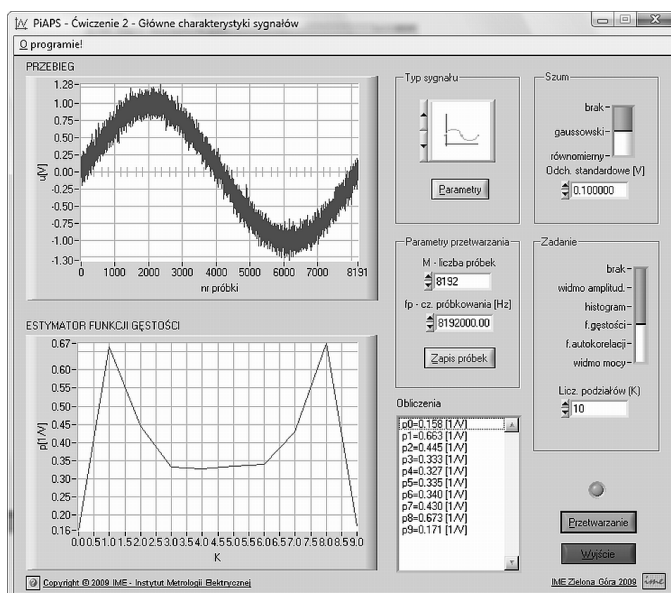 PiAPS - Ćwiczenie 2 - Główne charakterystyki sygnałów
O programie!
PRZEBIEG
u[V]
1.28
1.00
0.75
0.50
0.25
0.00
-0.25
-0.50
-0.75
-1.00
-1.30
0 1000 2000 3000 4000 5000 6000 7000 8191
nr próbki
ESTYMATOR FUNKCJI GĘSTOŚCI
p[1/V]
0.67
0.60
0.55
0.50
0.45
0.40
0.35
0.30
0.25
0.20
0.16
0.0 0.5 1.0 1.5 2.0 2.5 3.0 3.5 4.0 4.5 5.0 5.5 6.0 6.5 7.0 7.5 8.0 8.5 9.0
K
Typ sygnału
Parametry
Szum
brak
gaussowski
równomierny
Odch. standardowe [V]
0.100000
Parametry przetwarzania
M - liczba próbek
8192
fp - cz. próbkowania [Hz]
8192000.00
Zapis próbek
Zadanie
brak
widmo amplitud.
histogram
f.gęstości
f.autokorelacji
widmo mocy
Licz. podziałów (K)
10
Obliczenia
p0=0.158 [1/V]
p1=0.663 [1/V]
p2=0.445 [1/V]
p3=0.333 [1/V]
p4=0.327 [1/V]
p5=0.335 [1/V]
p6=0.340 [1/V]
p7=0.430 [1/V]
p8=0.673 [1/V]
p9=0.171 [1/V]
Przetwarzanie
Wyjście
Copyright © 2009 IME - Instytut Metrologii Elektrycznej
IME Zielona Góra 2009
ime